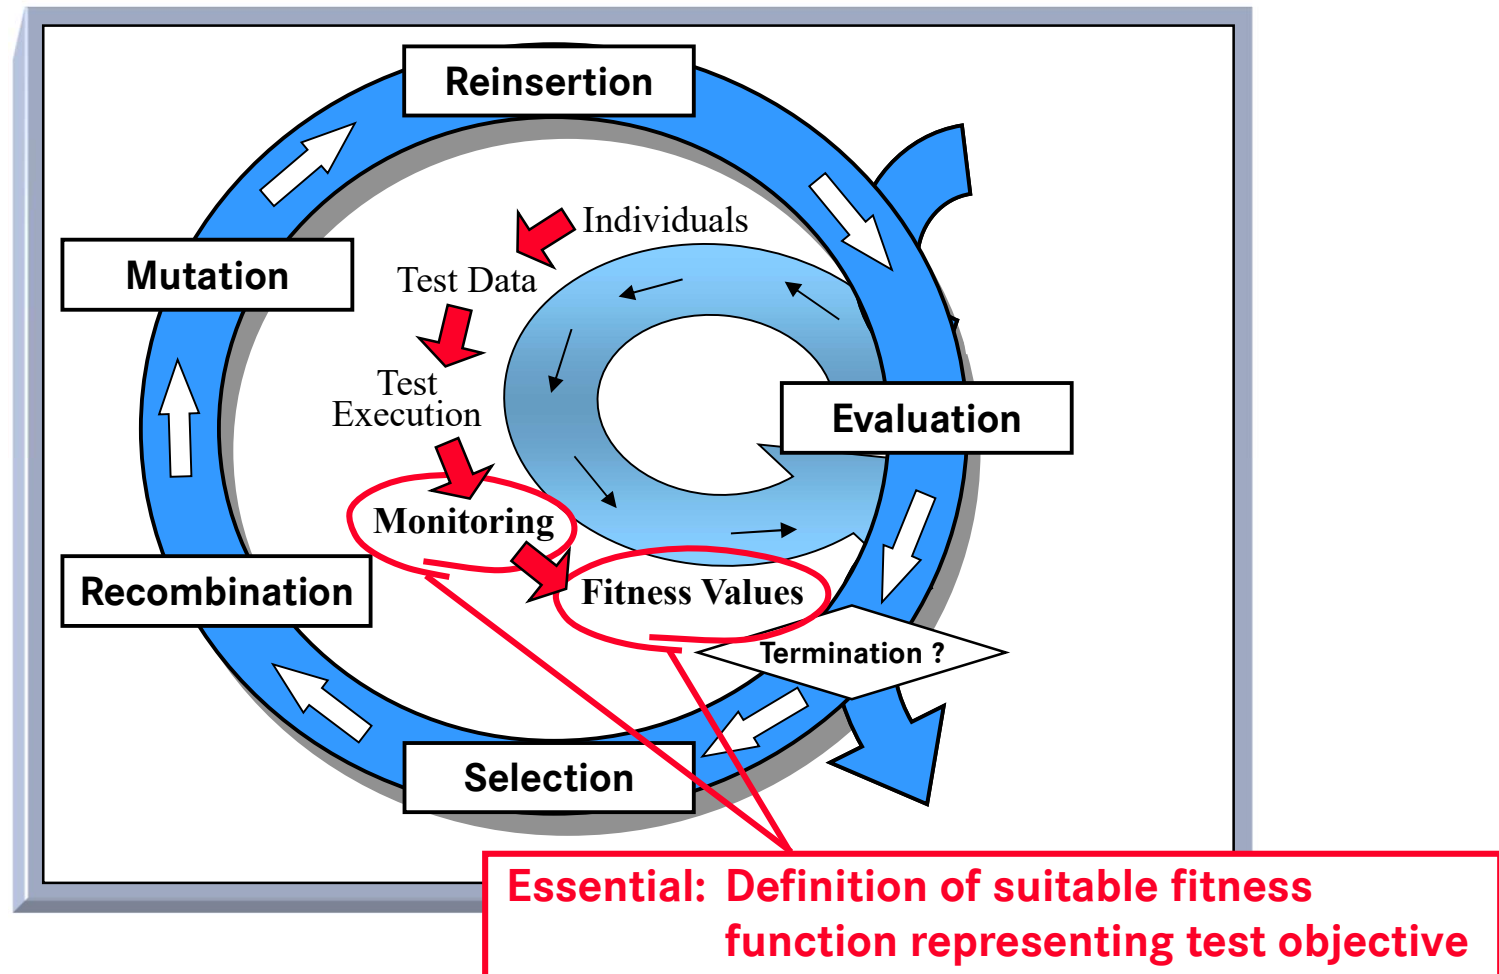 Reinsertion
Individuals
Mutation
Test Data
Test
Execution
Evaluation
Monitoring
Recombination
Fitness Values
Termination ?
Selection
Essential: Definition of suitable fitness
function representing test objective